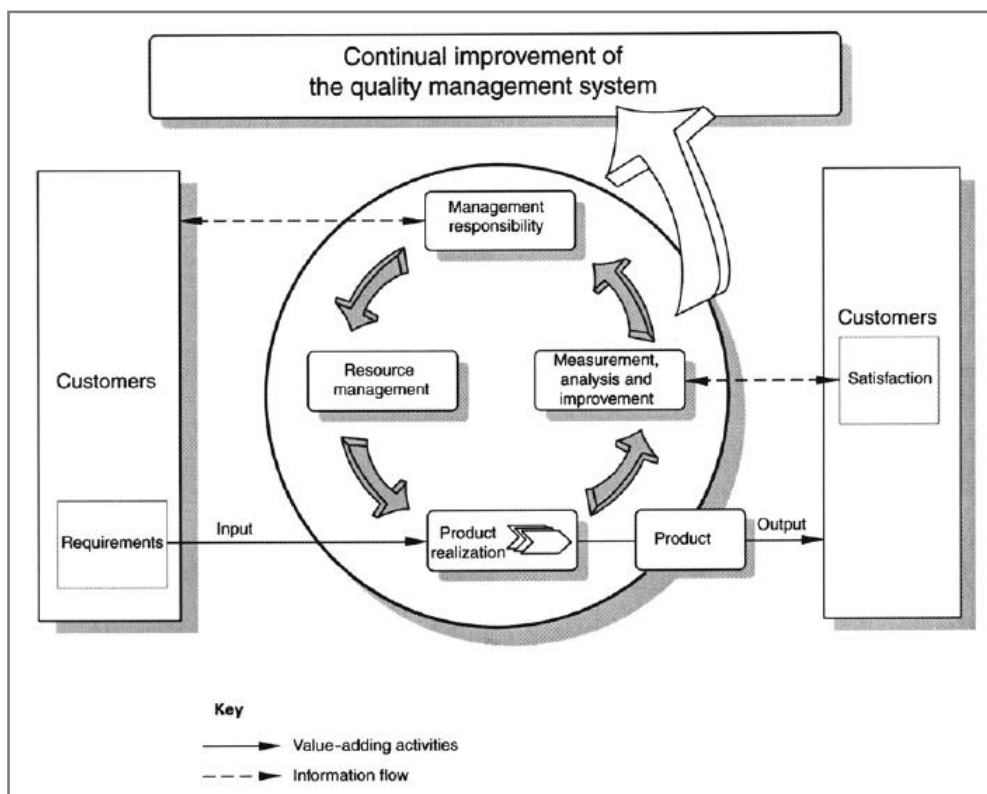 Continual improvement of
the quality management system
Management
responsibility
Customers
Resource
management
Measurement,
analysis and
improvement
Customers
Satisfaction
Requirements
Input
Product
realization
Product
Output
Key
Value-adding activities
Information flow